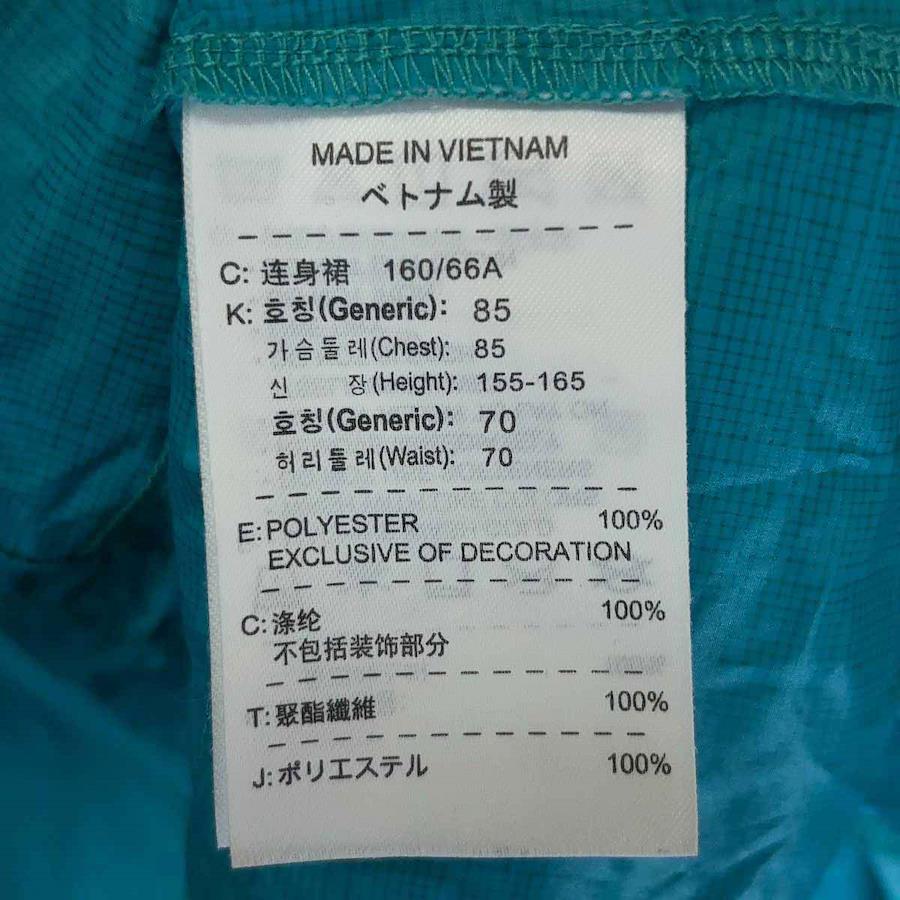 MADE IN VIETNAM
ベトナム製
C: 连身裙 160/66A
K: 호칭(Generic): 85
가슴둘레(Chest): 85
신 장(Height): 155-165
호칭(Generic): 70
허리둘레(Waist): 70
E: POLYESTER 100%
EXCLUSIVE OF DECORATION
C: 涤纶 100%
不包括装饰部分
T: 聚酯纖維 100%
J: ポリエステル 100%